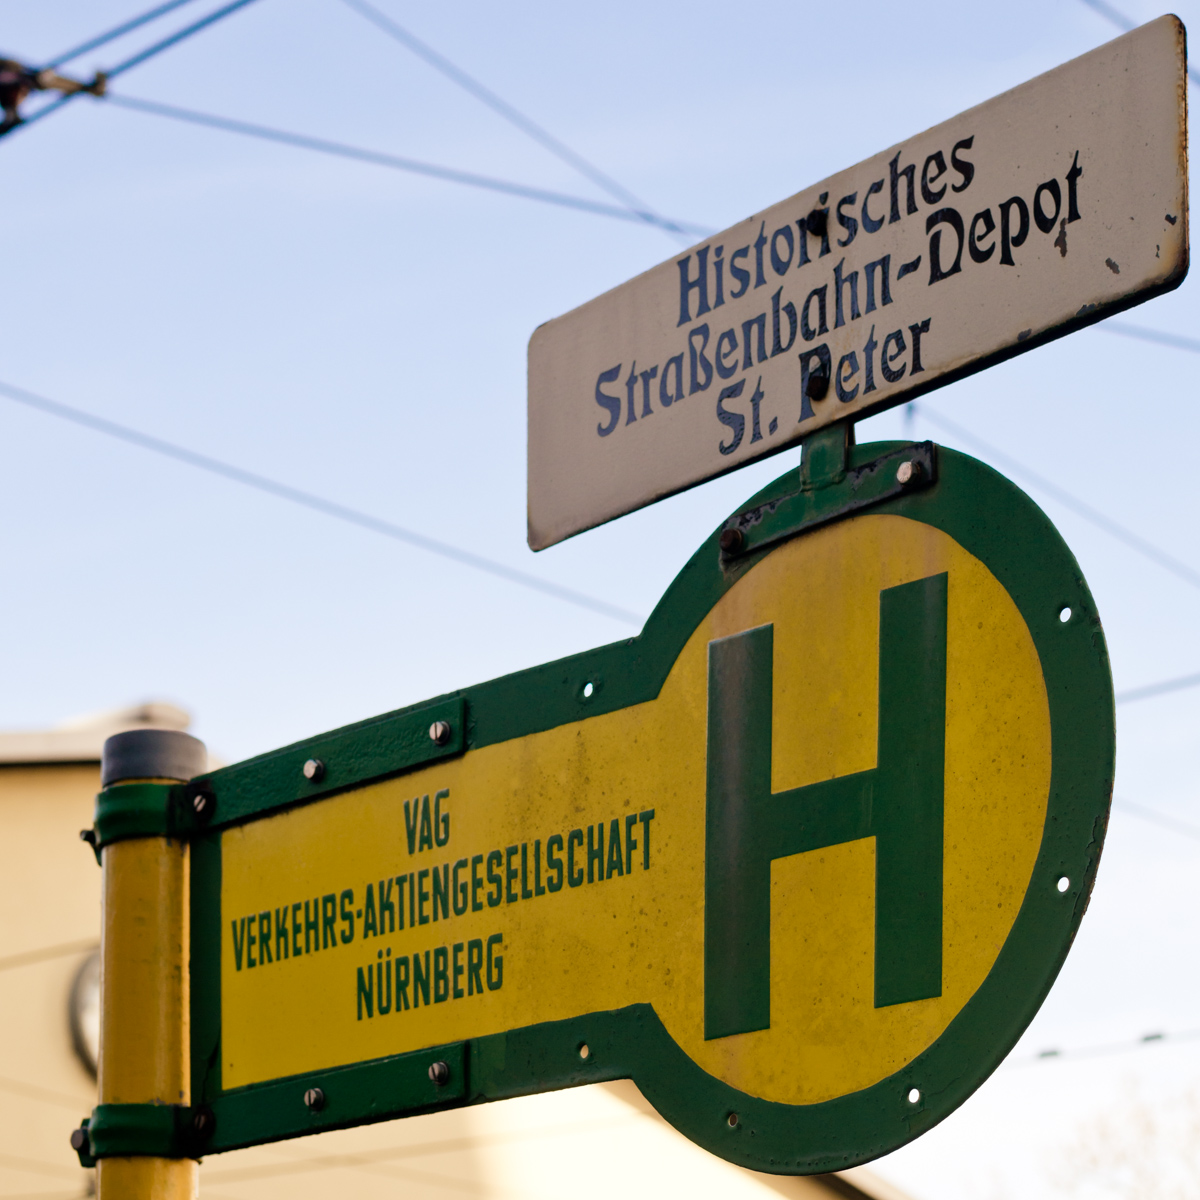 Historisches
Straßenbahn-Depot
St. Peter
H
VAG
VERKEHRS-AKTIENGESELLSCHAFT
NÜRNBERG